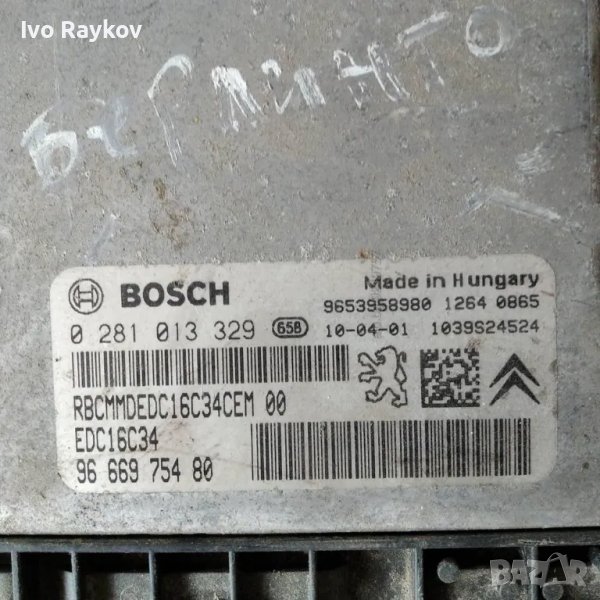 Ivo Raykov
БЕРЛИНГО
BOSCH
Made in Hungary
9653958980 1264 0865
0 281 013 329 658 10-04-01 1039S24524
RBCMMDEDC16C34CEM 00
EDC16C34
96 669 754 80
BAZAR